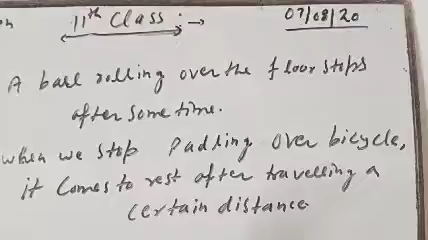 11th Class :→ 07/08/20
A ball rolling over the floor stops
after some time.
when we stop Padling over bicycle,
it Comes to rest after travelling a
certain distance